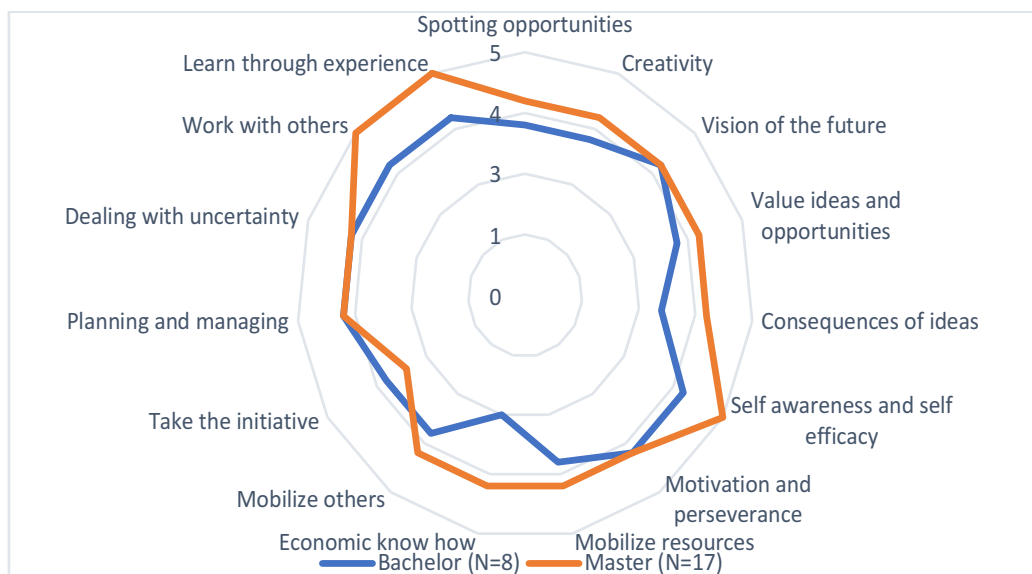 Spotting opportunities
Creativity
Vision of the future
Value ideas and
opportunities
Consequences of ideas
Self awareness and self
efficacy
Motivation and
perseverance
Mobilize resources
Economic know how
Mobilize others
Take the initiative
Planning and managing
Dealing with uncertainty
Work with others
Learn through experience
5
4
3
1
0
Bachelor (N=8)
Master (N=17)